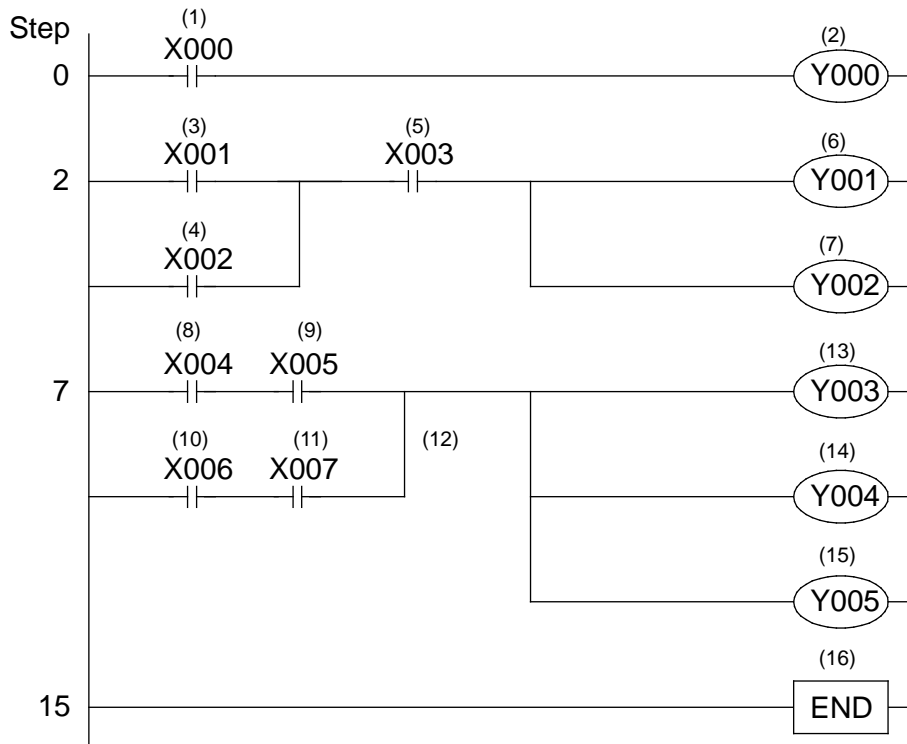 Step
(1) (2)
X000
0 Y000
(3) (5) (6)
X001 X003
2 Y001
(4) (7)
X002
Y002
(8) (9) (13)
X004 X005
7 Y003
(10) (11) (12) (14)
X006 X007
Y004
(15)
Y005
(16)
15 END